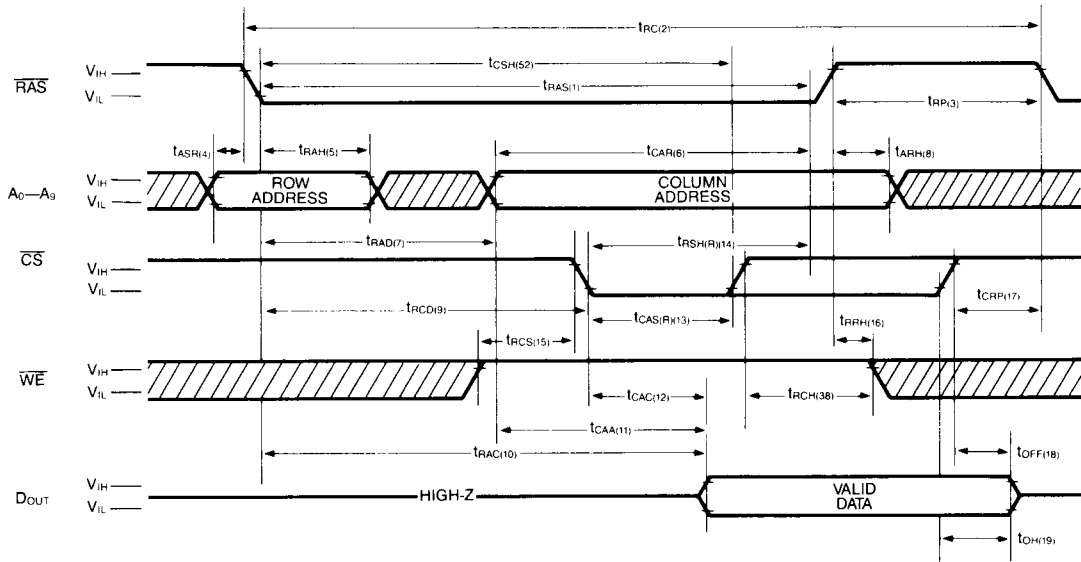 tRC(2)
tCSH(52)
RAS
VIH
VIL
tRAS(1)
tRP(3)
tASR(4)
tRAH(5)
tCAR(6)
tARH(8)
A0—A9
VIH
VIL
ROW
ADDRESS
COLUMN
ADDRESS
tRAD(7)
tRSH(R)(14)
CS
VIH
VIL
tRCD(9)
tCAS(R)(13)
tCRP(17)
tRCS(15)
tRRH(16)
WE
VIH
VIL
tCAC(12)
tRCH(38)
tCAA(11)
tRAC(10)
tOFF(18)
DOUT
VIH
VIL
HIGH-Z
VALID
DATA
tOH(19)